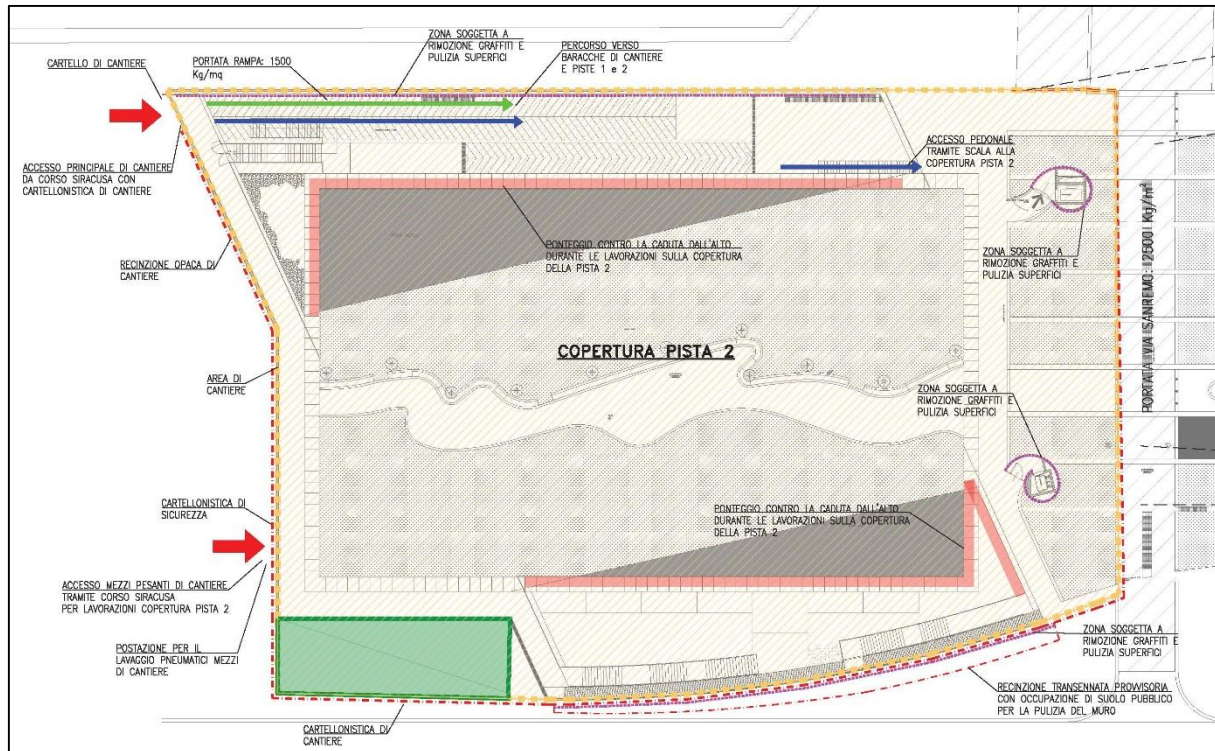 ZONA SOGGETTA A
RIMOZIONE GRAFFITI E
PULIZIA SUPERFICI
CARTELLO DI CANTIERE
PORTATA RAMPA: 1500
Kg/mq
PERCORSO VERSO
BARACCHE DI CANTIERE
E PISTE 1 e 2
ACCESSO PRINCIPALE DI CANTIERE
DA CORSO SIRACUSA CON
CARTELLONISTICA DI CANTIERE
ACCESSO PEDONALE
TRAMITE SCALA ALLA
COPERTURA PISTA 2
RECINZIONE OPACA DI
CANTIERE
PONTEGGIO CONTRO LA CADUTA DALL'ALTO
DURANTE LE LAVORAZIONI SULLA COPERTURA
DELLA PISTA 2
ZONA SOGGETTA A
RIMOZIONE GRAFFITI E
PULIZIA SUPERFICI
PORTATA VIA SANREMO: 2500 Kg/m²
COPERTURA PISTA 2
AREA DI
CANTIERE
ZONA SOGGETTA A
RIMOZIONE GRAFFITI E
PULIZIA SUPERFICI
CARTELLONISTICA DI
SICUREZZA
PONTEGGIO CONTRO LA CADUTA DALL'ALTO
DURANTE LE LAVORAZIONI SULLA COPERTURA
DELLA PISTA 2
ACCESSO MEZZI PESANTI DI CANTIERE
TRAMITE CORSO SIRACUSA
PER LAVORAZIONI COPERTURA PISTA 2
POSTAZIONE PER IL
LAVAGGIO PNEUMATICI MEZZI
DI CANTIERE
ZONA SOGGETTA A
RIMOZIONE GRAFFITI E
PULIZIA SUPERFICI
RECINZIONE TRANSENNATA PROVVISORIA
CON OCCUPAZIONE DI SUOLO PUBBLICO
PER LA PULIZIA DEL MURO
CARTELLONISTICA DI
CANTIERE